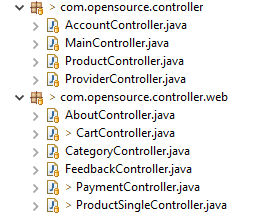 > com.opensource.controller
AccountController.java
MainController.java
ProductController.java
ProviderController.java
> com.opensource.controller.web
AboutController.java
> CartController.java
CategoryController.java
FeedbackController.java
> PaymentController.java
> ProductSingleController.java